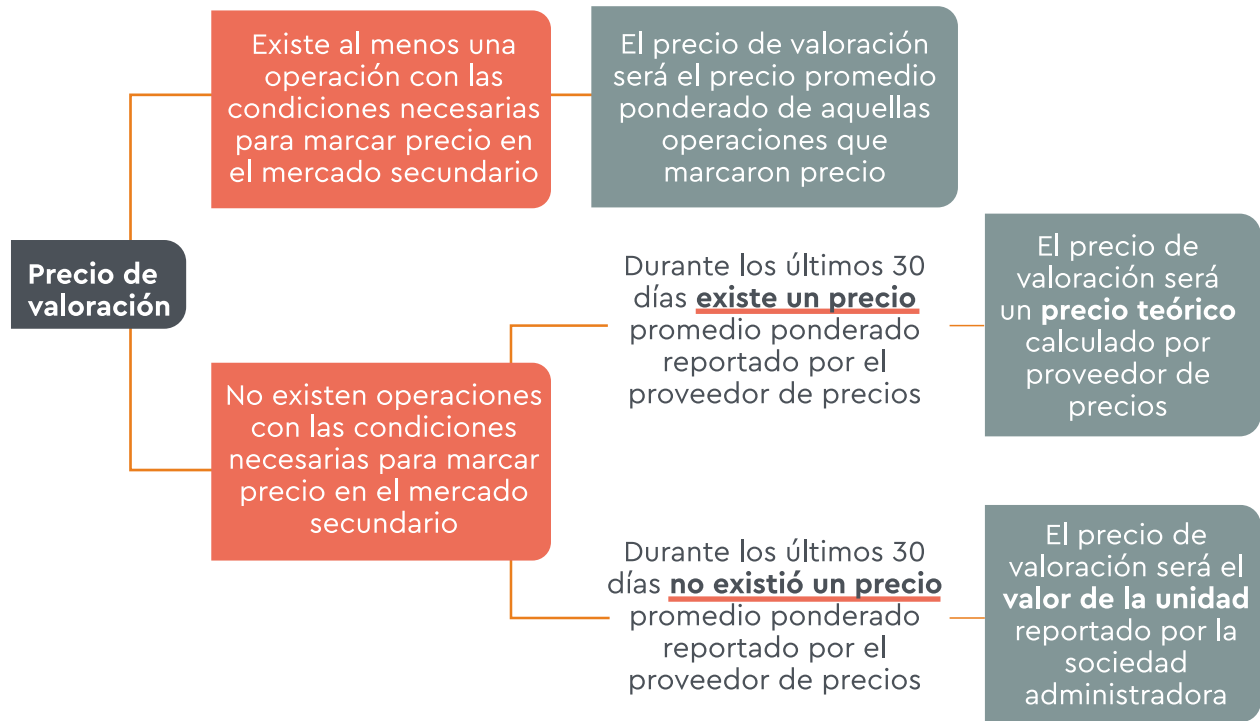 Precio de
valoración
Existe al menos una
operación con las
condiciones necesarias
para marcar precio en
el mercado secundario
El precio de valoración
será el precio promedio
ponderado de aquellas
operaciones que
marcaron precio
No existen operaciones
con las condiciones
necesarias para marcar
precio en el mercado
secundario
Durante los últimos 30
días existe un precio
promedio ponderado
reportado por el
proveedor de precios
El precio de
valoración será
un precio teórico
calculado por
proveedor de
precios
Durante los últimos 30
días no existió un precio
promedio ponderado
reportado por el
proveedor de precios
El precio de
valoración será el
valor de la unidad
reportado por la
sociedad
administradora